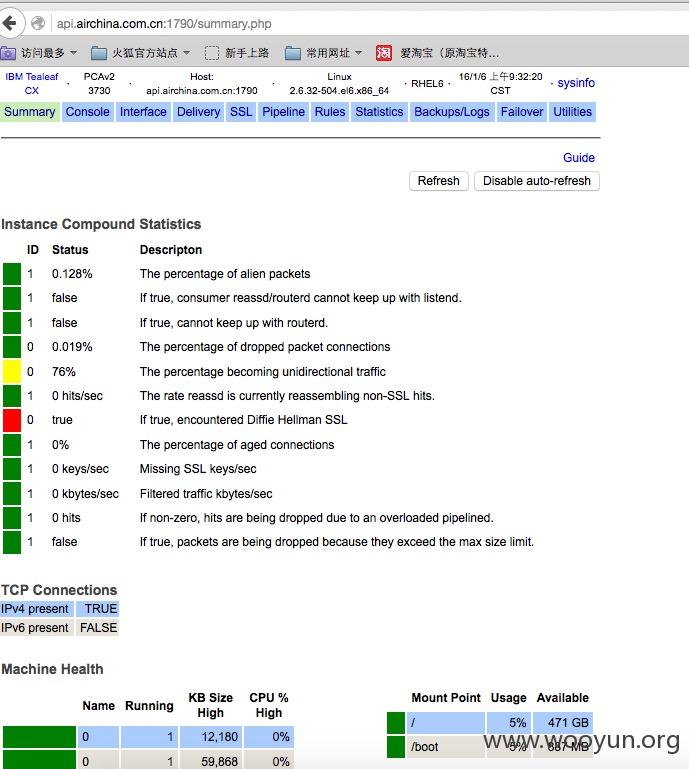 api.airchina.com.cn:1790/summary.php
访问最多 火狐官方站点 新手上路 常用网址 淘 爱淘宝（原淘宝特…
IBM Tealeaf CX · PCAv2 3730 · Host: api.airchina.com.cn:1790 · Linux 2.6.32-504.el6.x86_64 · RHEL6 · 16/1/6 上午9:32:20 CST · sysinfo
Summary Console Interface Delivery SSL Pipeline Rules Statistics Backups/Logs Failover Utilities
Guide
Refresh Disable auto-refresh
Instance Compound Statistics
ID Status Descripton
1 0.128% The percentage of alien packets
1 false If true, consumer reassd/routerd cannot keep up with listend.
1 false If true, cannot keep up with routerd.
0 0.019% The percentage of dropped packet connections
0 76% The percentage becoming unidirectional traffic
1 0 hits/sec The rate reassd is currently reassembling non-SSL hits.
0 true If true, encountered Diffie Hellman SSL
1 0% The percentage of aged connections
1 0 keys/sec Missing SSL keys/sec
1 0 kbytes/sec Filtered traffic kbytes/sec
1 0 hits If non-zero, hits are being dropped due to an overloaded pipelined.
1 false If true, packets are being dropped because they exceed the max size limit.
TCP Connections
IPv4 present TRUE
IPv6 present FALSE
Machine Health
Name Running KB Size High CPU % High
0 1 12,180 0%
0 1 59,868 0%
Mount Point Usage Available
/ 5% 471 GB
/boot 5% 887 MB
www.wooyun.org